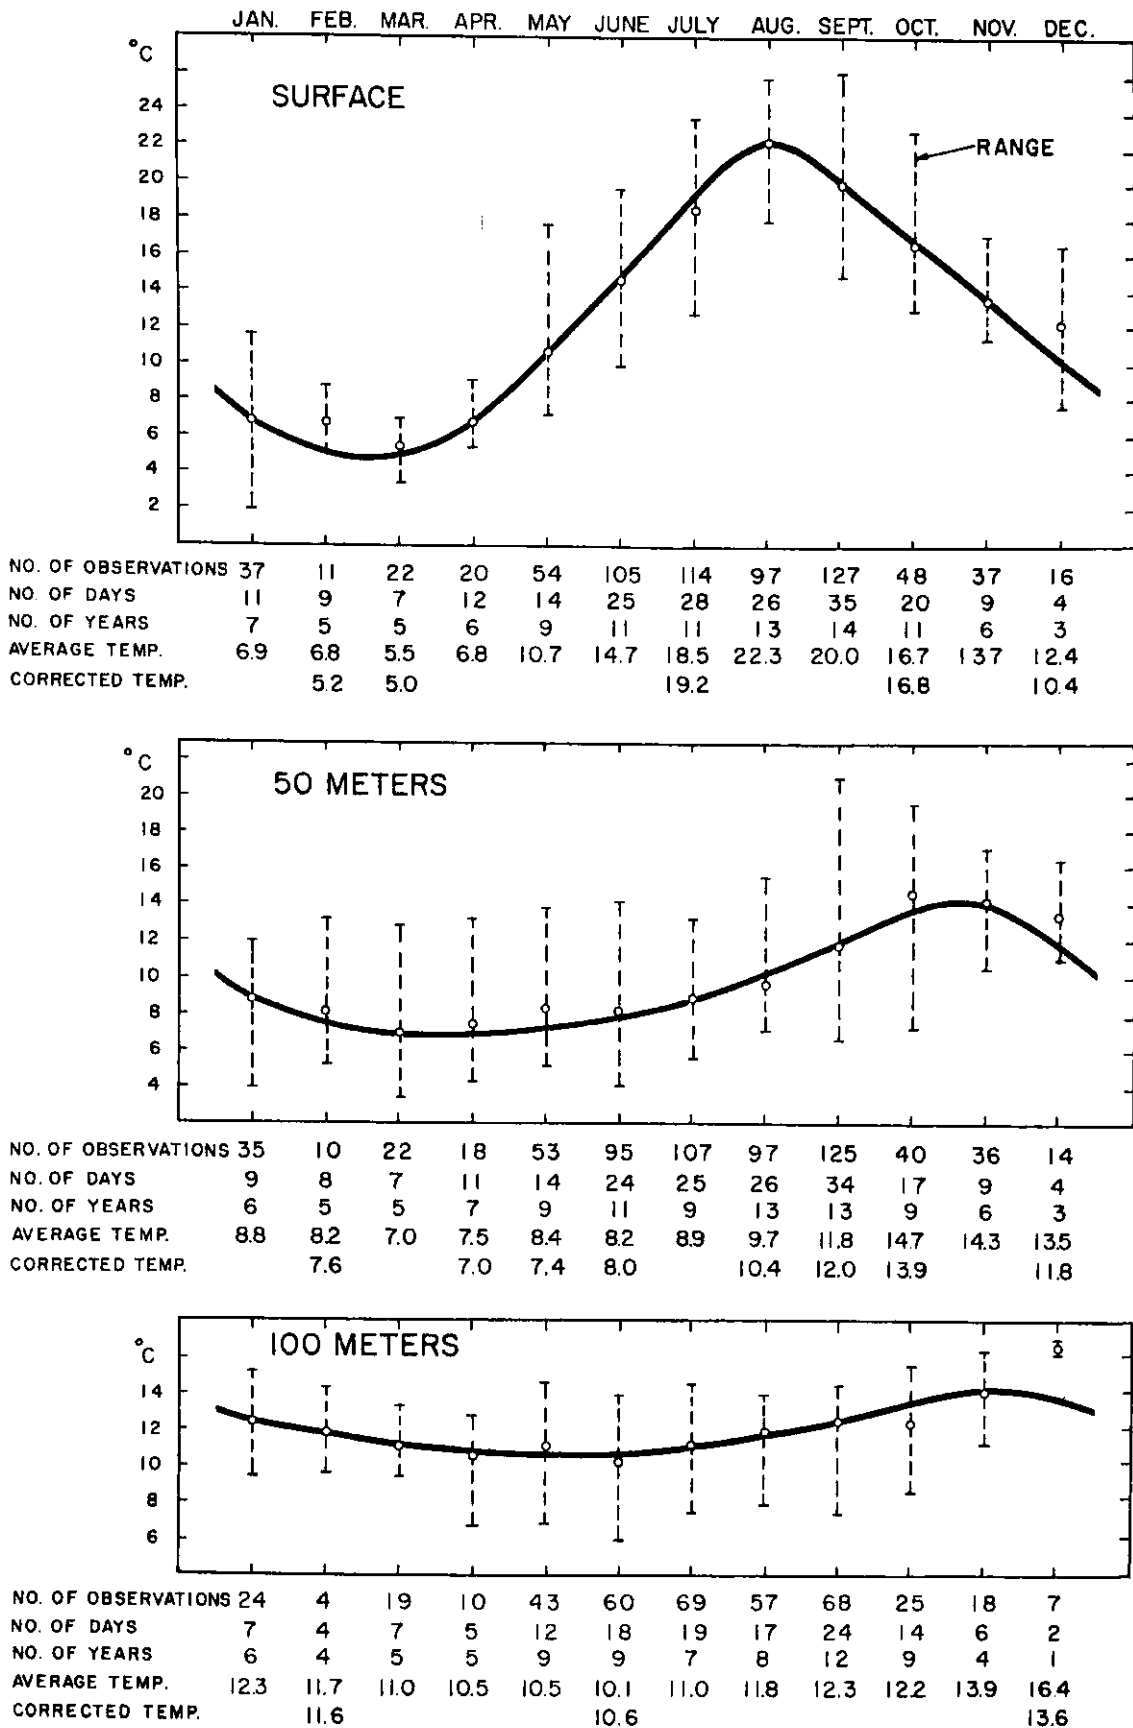 JAN. FEB. MAR. APR. MAY JUNE JULY AUG. SEPT. OCT. NOV. DEC.
°C
SURFACE
24
22
RANGE
20
18
16
14
12
10
8
6
4
2
NO. OF OBSERVATIONS 37 11 22 20 54 105 114 97 127 48 37 16
NO. OF DAYS 11 9 7 12 14 25 28 26 35 20 9 4
NO. OF YEARS 7 5 5 6 9 11 11 13 14 11 6 3
AVERAGE TEMP. 6.9 6.8 5.5 6.8 10.7 14.7 18.5 22.3 20.0 16.7 13.7 12.4
CORRECTED TEMP. 5.2 5.0 19.2 16.8 10.4
°C
50 METERS
20
18
16
14
12
10
8
6
4
NO. OF OBSERVATIONS 35 10 22 18 53 95 107 97 125 40 36 14
NO. OF DAYS 9 8 7 11 14 24 25 26 34 17 9 4
NO. OF YEARS 6 5 5 7 9 11 9 13 13 9 6 3
AVERAGE TEMP. 8.8 8.2 7.0 7.5 8.4 8.2 8.9 9.7 11.8 14.7 14.3 13.5
CORRECTED TEMP. 7.6 7.0 7.4 8.0 10.4 12.0 13.9 11.8
°C
100 METERS
14
12
10
8
6
NO. OF OBSERVATIONS 24 4 19 10 43 60 69 57 68 25 18 7
NO. OF DAYS 7 4 7 5 12 18 19 17 24 14 6 2
NO. OF YEARS 6 4 5 5 9 9 7 8 12 9 4 1
AVERAGE TEMP. 12.3 11.7 11.0 10.5 10.5 10.1 11.0 11.8 12.3 12.2 13.9 16.4
CORRECTED TEMP. 11.6 10.6 13.6